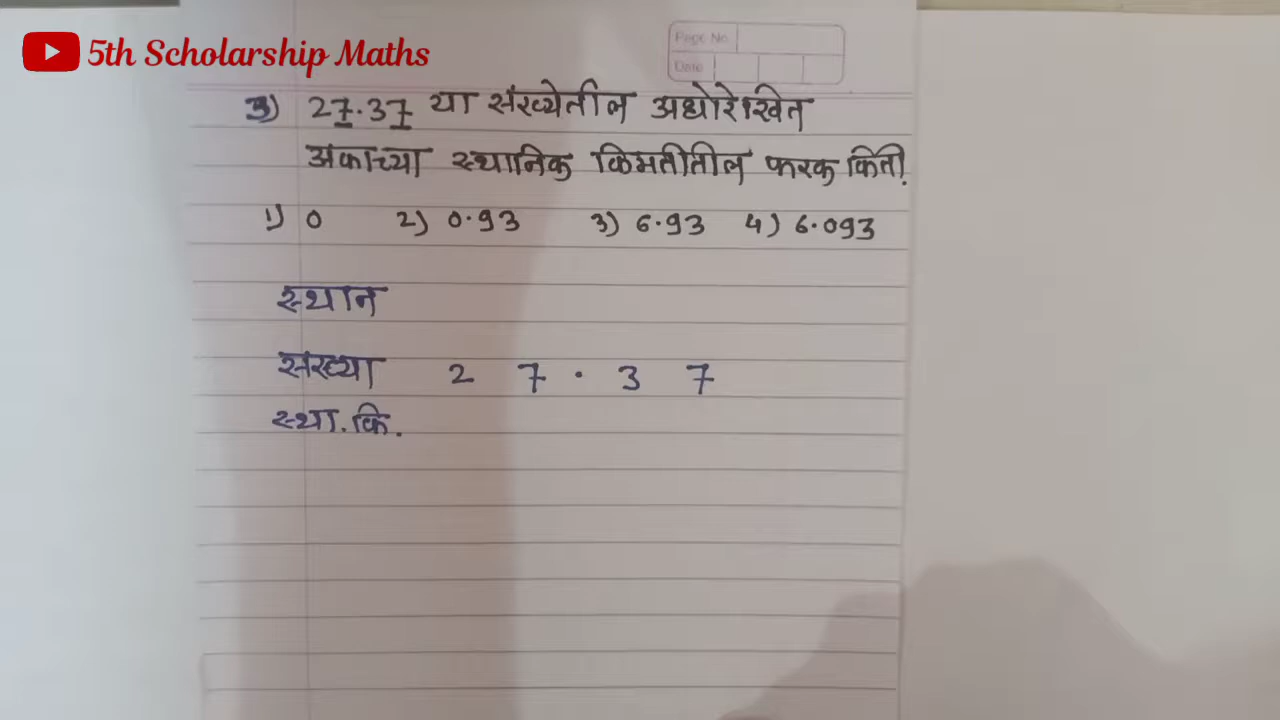 5th Scholarship Maths
Page No.
Date
3) 27.37 या संख्येतील अधोरेखित
अंकाच्या स्थानिक किमतीतील फरक किती.
1) 0 2) 0.93 3) 6.93 4) 6.093
स्थान
संख्या 2 7 . 3 7
स्था. कि.